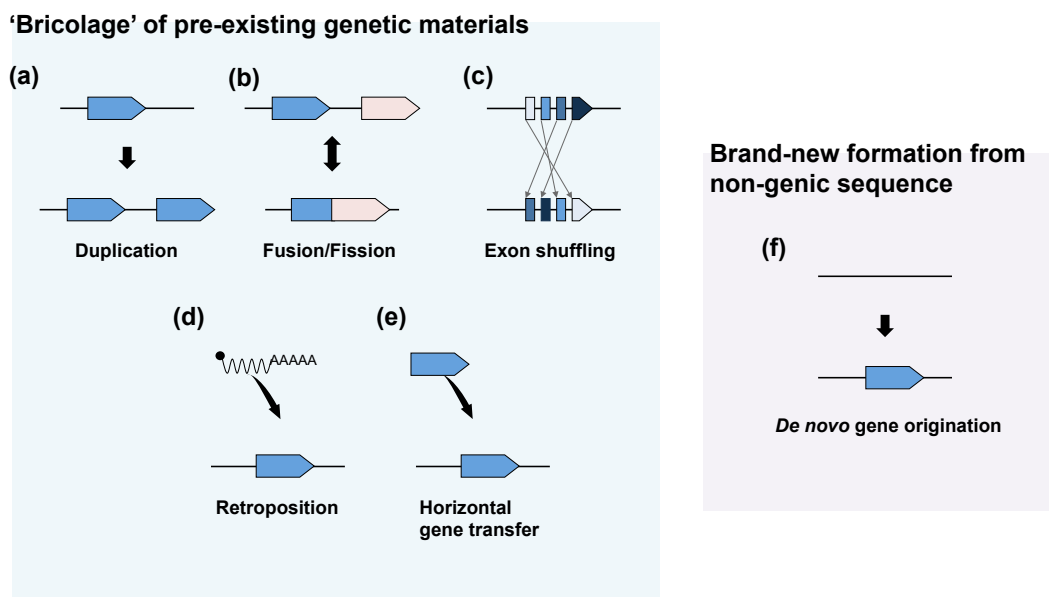 ‘Bricolage’ of pre-existing genetic materials
(a)
(b)
(c)
Duplication
Fusion/Fission
Exon shuffling
(d)
(e)
AAAAA
Retroposition
Horizontal
gene transfer
Brand-new formation from
non-genic sequence
(f)
De novo gene origination